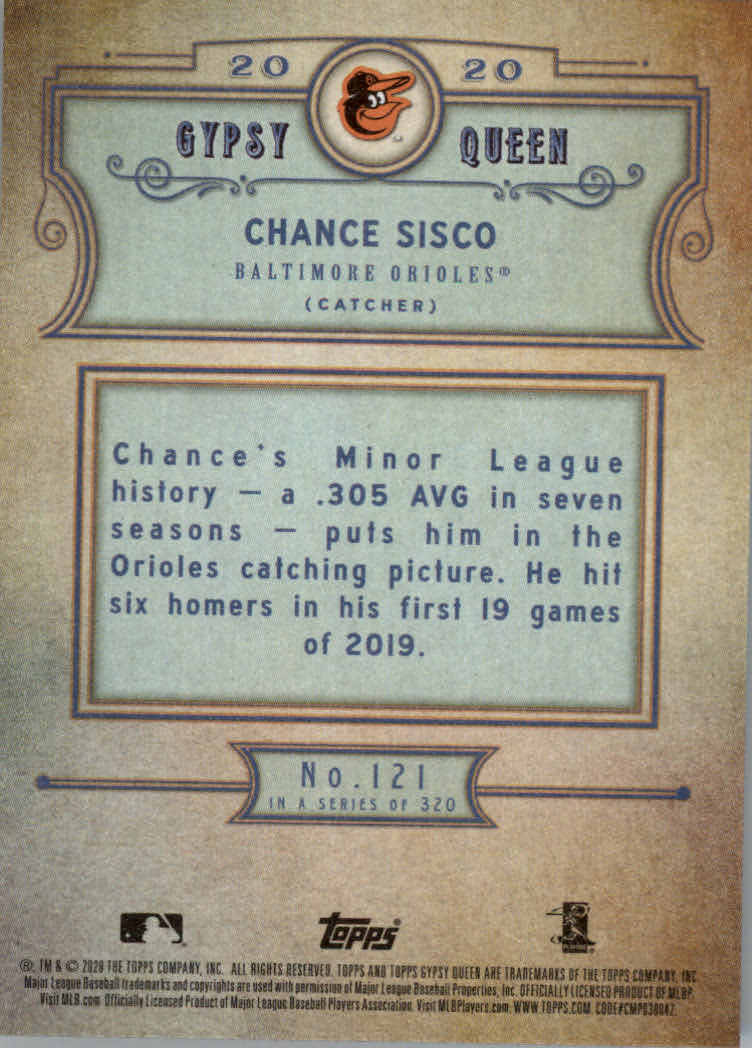 20 20
GYPSY QUEEN
CHANCE SISCO
BALTIMORE ORIOLES®
(CATCHER)
Chance's Minor League
history — a .305 AVG in seven
seasons — puts him in the
Orioles catching picture. He hit
six homers in his first 19 games
of 2019.
No. 121
IN A SERIES OF 320
Topps®
®, TM & © 2020 THE TOPPS COMPANY, INC. ALL RIGHTS RESERVED. TOPPS AND TOPPS GYPSY QUEEN ARE TRADEMARKS OF THE TOPPS COMPANY, INC.
Major League Baseball trademarks and copyrights are used with permission of Major League Baseball Properties, Inc. OFFICIALLY LICENSED PRODUCT OF MLBP.
Visit MLB.com Officially Licensed Product of Major League Baseball Players Association. Visit MLBPlayers.com. WWW.TOPPS.COM. CODE#CMP038042.